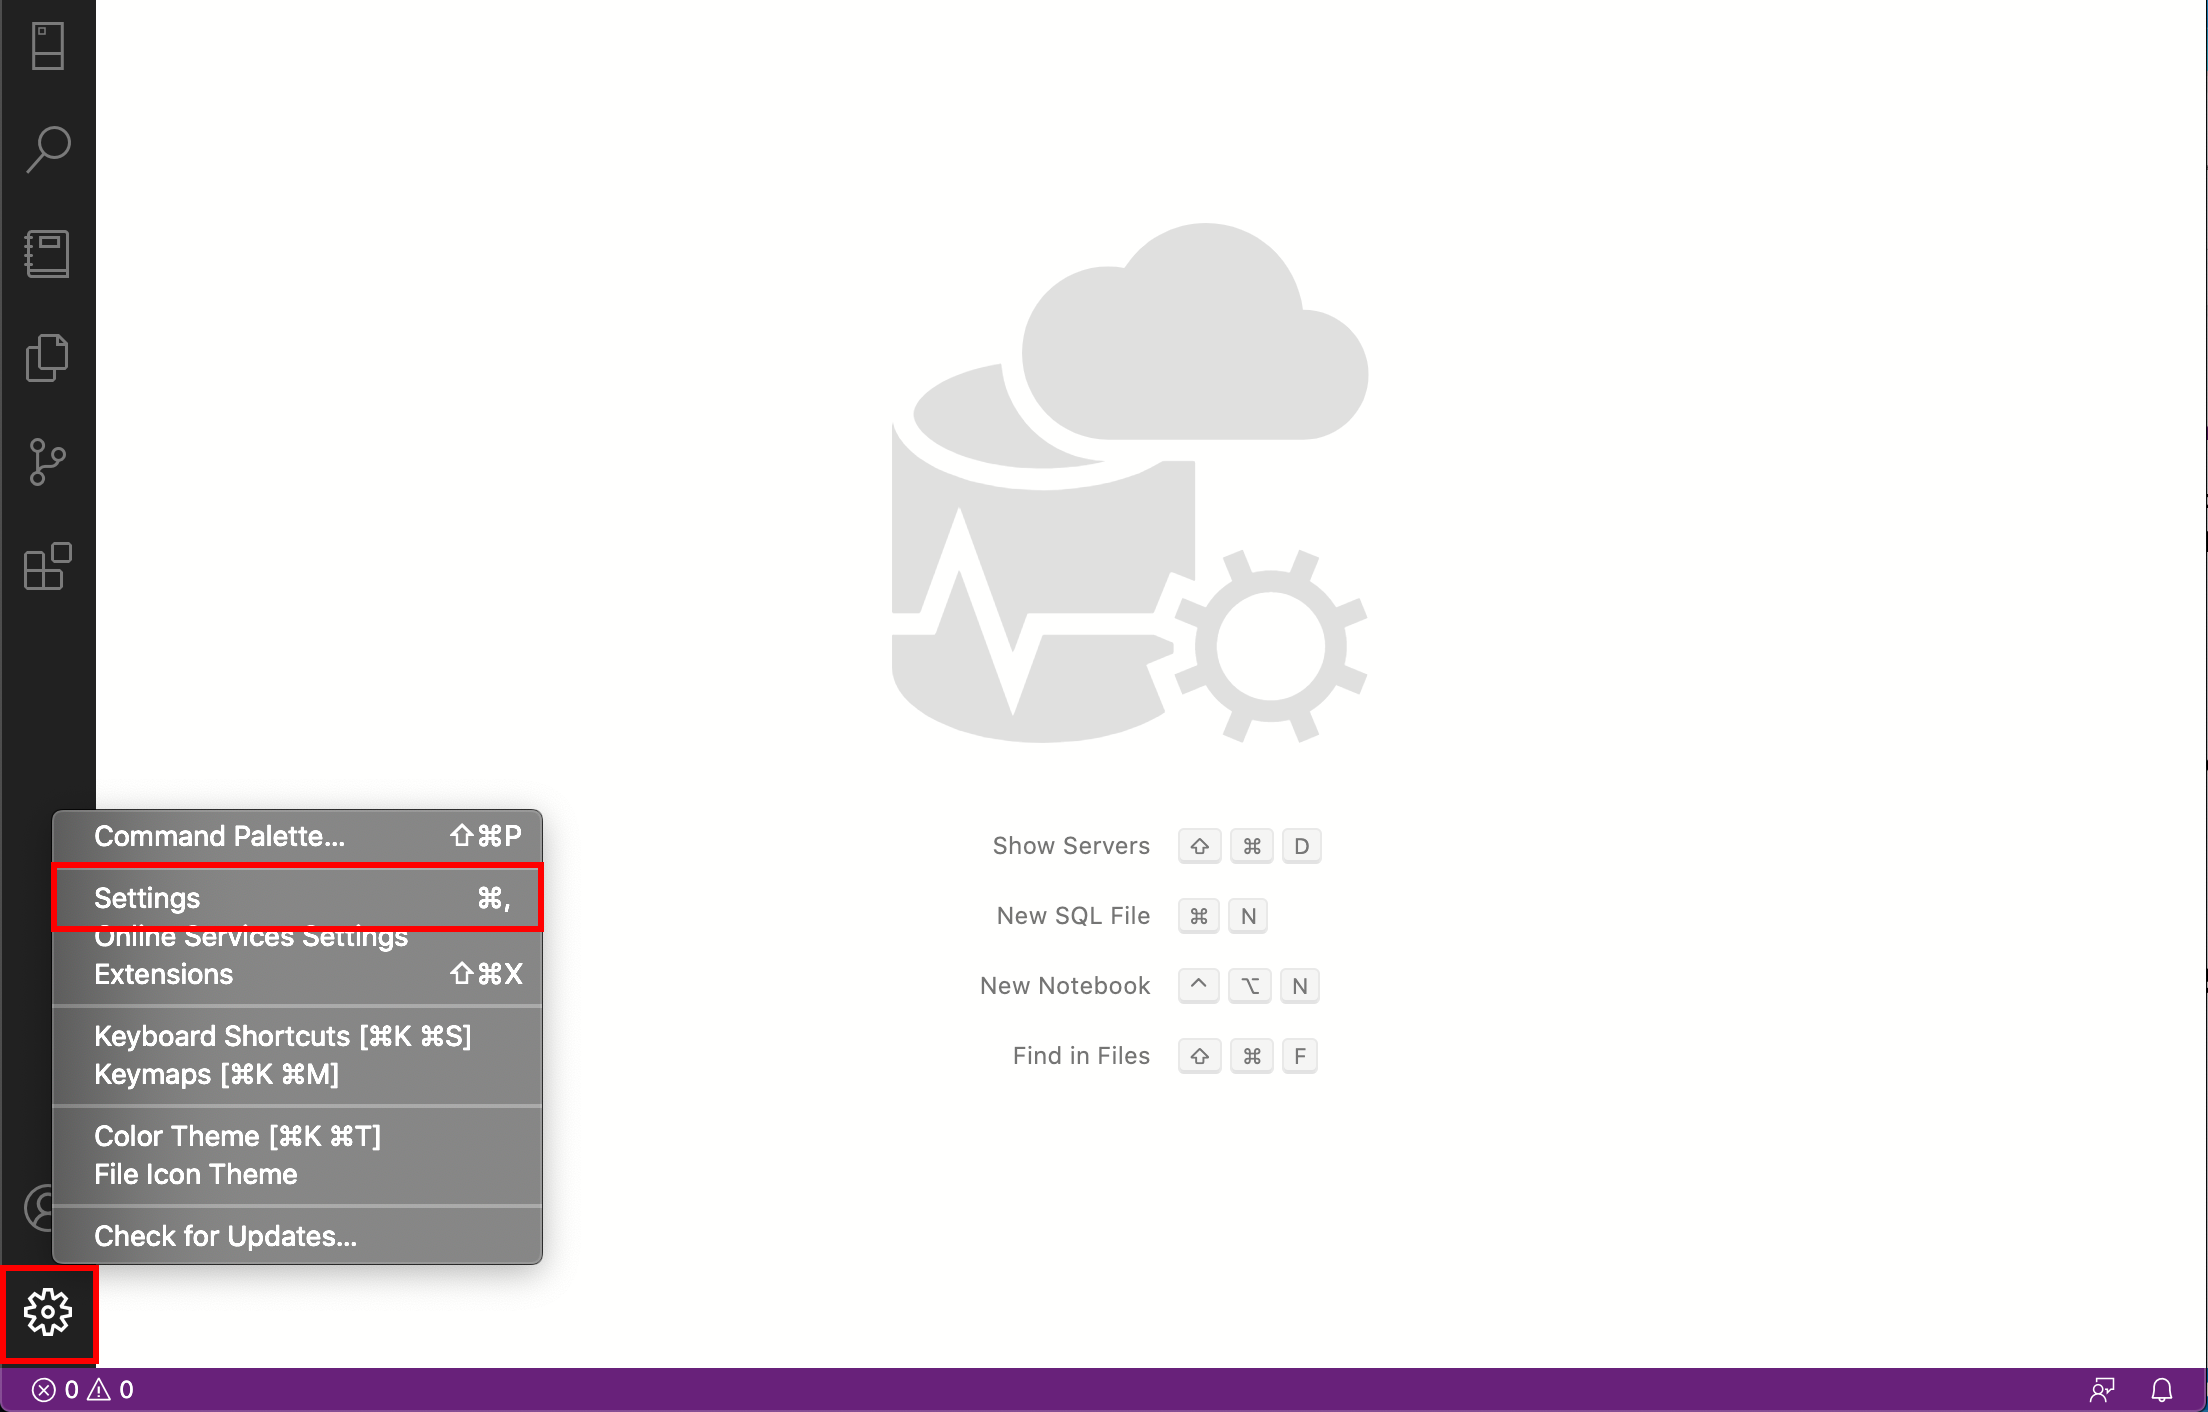 Command Palette... ⇧⌘P
Settings ⌘,
Online Services Settings
Extensions ⇧⌘X
Keyboard Shortcuts [⌘K ⌘S]
Keymaps [⌘K ⌘M]
Color Theme [⌘K ⌘T]
File Icon Theme
Check for Updates...
Show Servers ⇧ ⌘ D
New SQL File ⌘ N
New Notebook ^ ⌥ N
Find in Files ⇧ ⌘ F
0 0